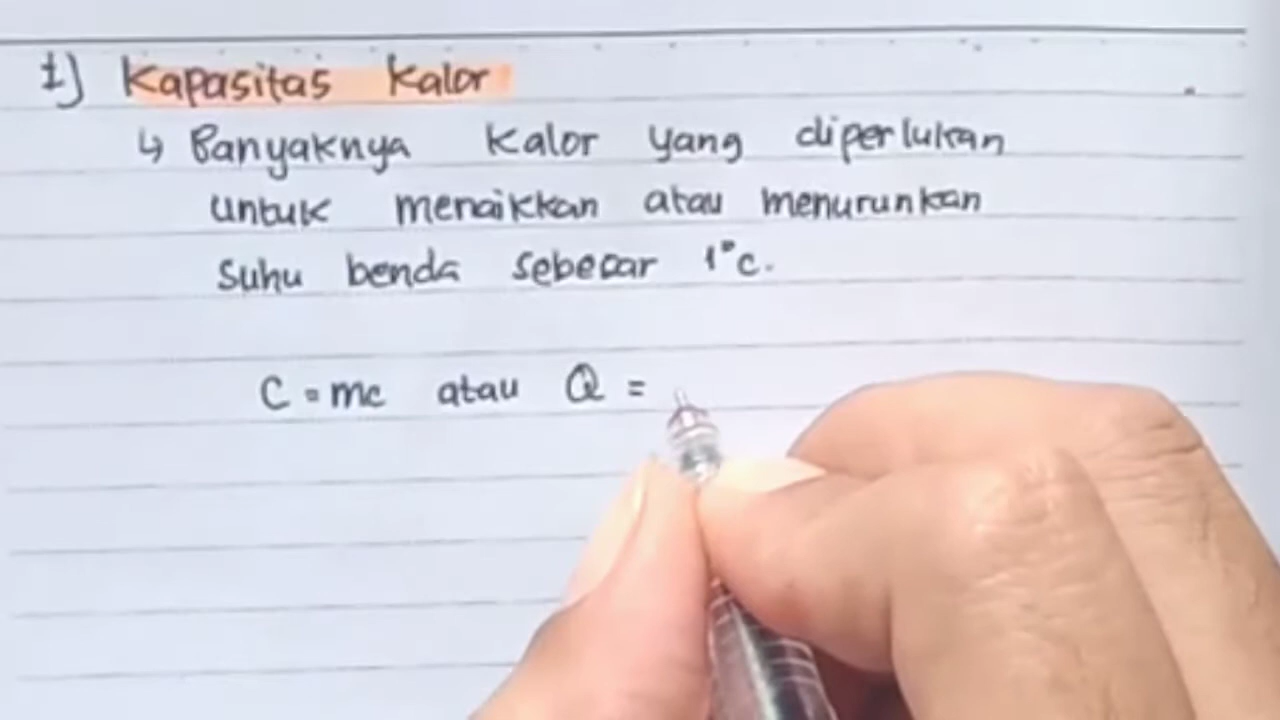 1) Kapasitas Kalor
↳ Banyaknya Kalor yang diperlukan
untuk menaikkan atau menurunkan
Suhu benda sebesar 1°c.
C = mc atau Q =